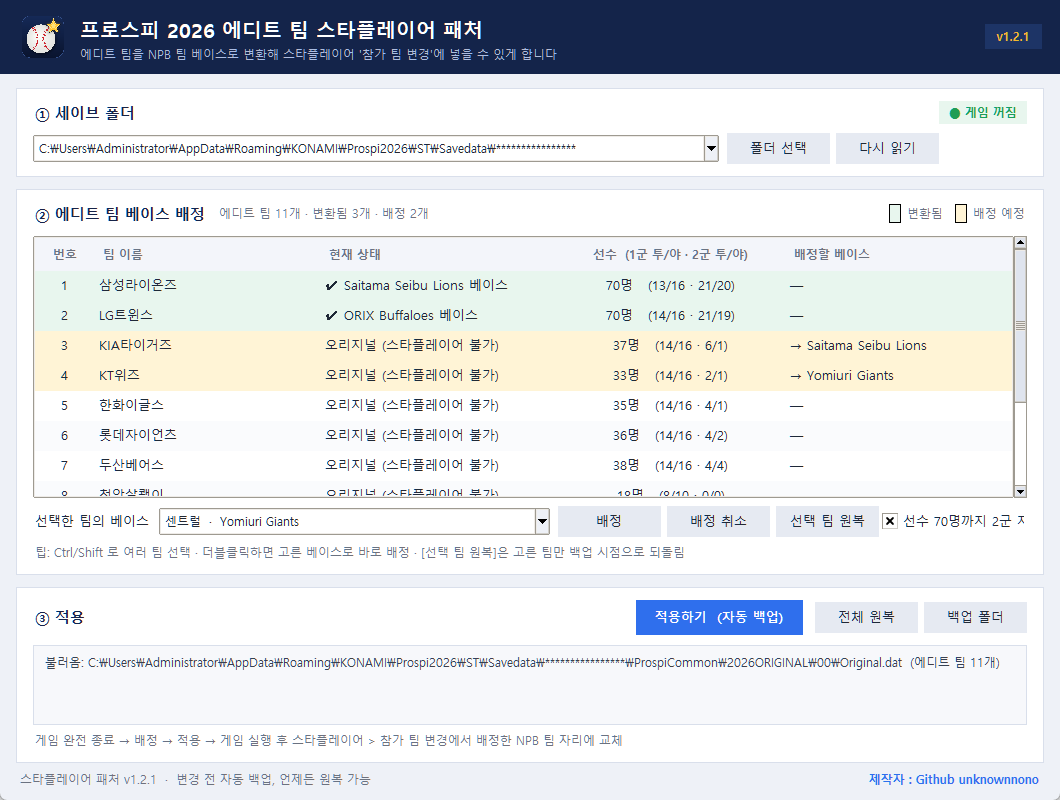 프로스피 2026 에디트 팀 스타플레이어 패처
에디트 팀을 NPB 팀 베이스로 변환해 스타플레이어 '참가 팀 변경'에 넣을 수 있게 합니다
v1.2.1
① 세이브 폴더
● 게임 꺼짐
C:₩Users₩Administrator₩AppData₩Roaming₩KONAMI₩Prospi2026₩ST₩Savedata₩****************
폴더 선택
다시 읽기
② 에디트 팀 베이스 배정 에디트 팀 11개 · 변환됨 3개 · 배정 2개
변환됨
배정 예정
번호 팀 이름 현재 상태 선수 (1군 투/야 · 2군 투/야) 배정할 베이스
1 삼성라이온즈 ✔ Saitama Seibu Lions 베이스 70명 (13/16 · 21/20) —
2 LG트윈스 ✔ ORIX Buffaloes 베이스 70명 (14/16 · 21/19) —
3 KIA타이거즈 오리지널 (스타플레이어 불가) 37명 (14/16 · 6/1) → Saitama Seibu Lions
4 KT위즈 오리지널 (스타플레이어 불가) 33명 (14/16 · 2/1) → Yomiuri Giants
5 한화이글스 오리지널 (스타플레이어 불가) 35명 (14/16 · 4/1) —
6 롯데자이언츠 오리지널 (스타플레이어 불가) 36명 (14/16 · 4/2) —
7 두산베어스 오리지널 (스타플레이어 불가) 38명 (14/16 · 4/4) —
8 오리지널 (스타플레이어 불가) 18명 (8/10 · 0/0)
선택한 팀의 베이스 센트럴 · Yomiuri Giants 배정 배정 취소 선택 팀 원복 선수 70명까지 2군
팁: Ctrl/Shift 로 여러 팀 선택 · 더블클릭하면 고른 베이스로 바로 배정 · [선택 팀 원복]은 고른 팀만 백업 시점으로 되돌림
③ 적용
적용하기 (자동 백업)
전체 원복
백업 폴더
불러옴: C:₩Users₩Administrator₩AppData₩Roaming₩KONAMI₩Prospi2026₩ST₩Savedata₩****************₩ProspiCommon₩2026ORIGINAL₩00₩Original.dat (에디트 팀 11개)
게임 완전 종료 → 배정 → 적용 → 게임 실행 후 스타플레이어 > 참가 팀 변경에서 배정한 NPB 팀 자리에 교체
스타플레이어 패처 v1.2.1 · 변경 전 자동 백업, 언제든 원복 가능
제작자 : Github unknownnono